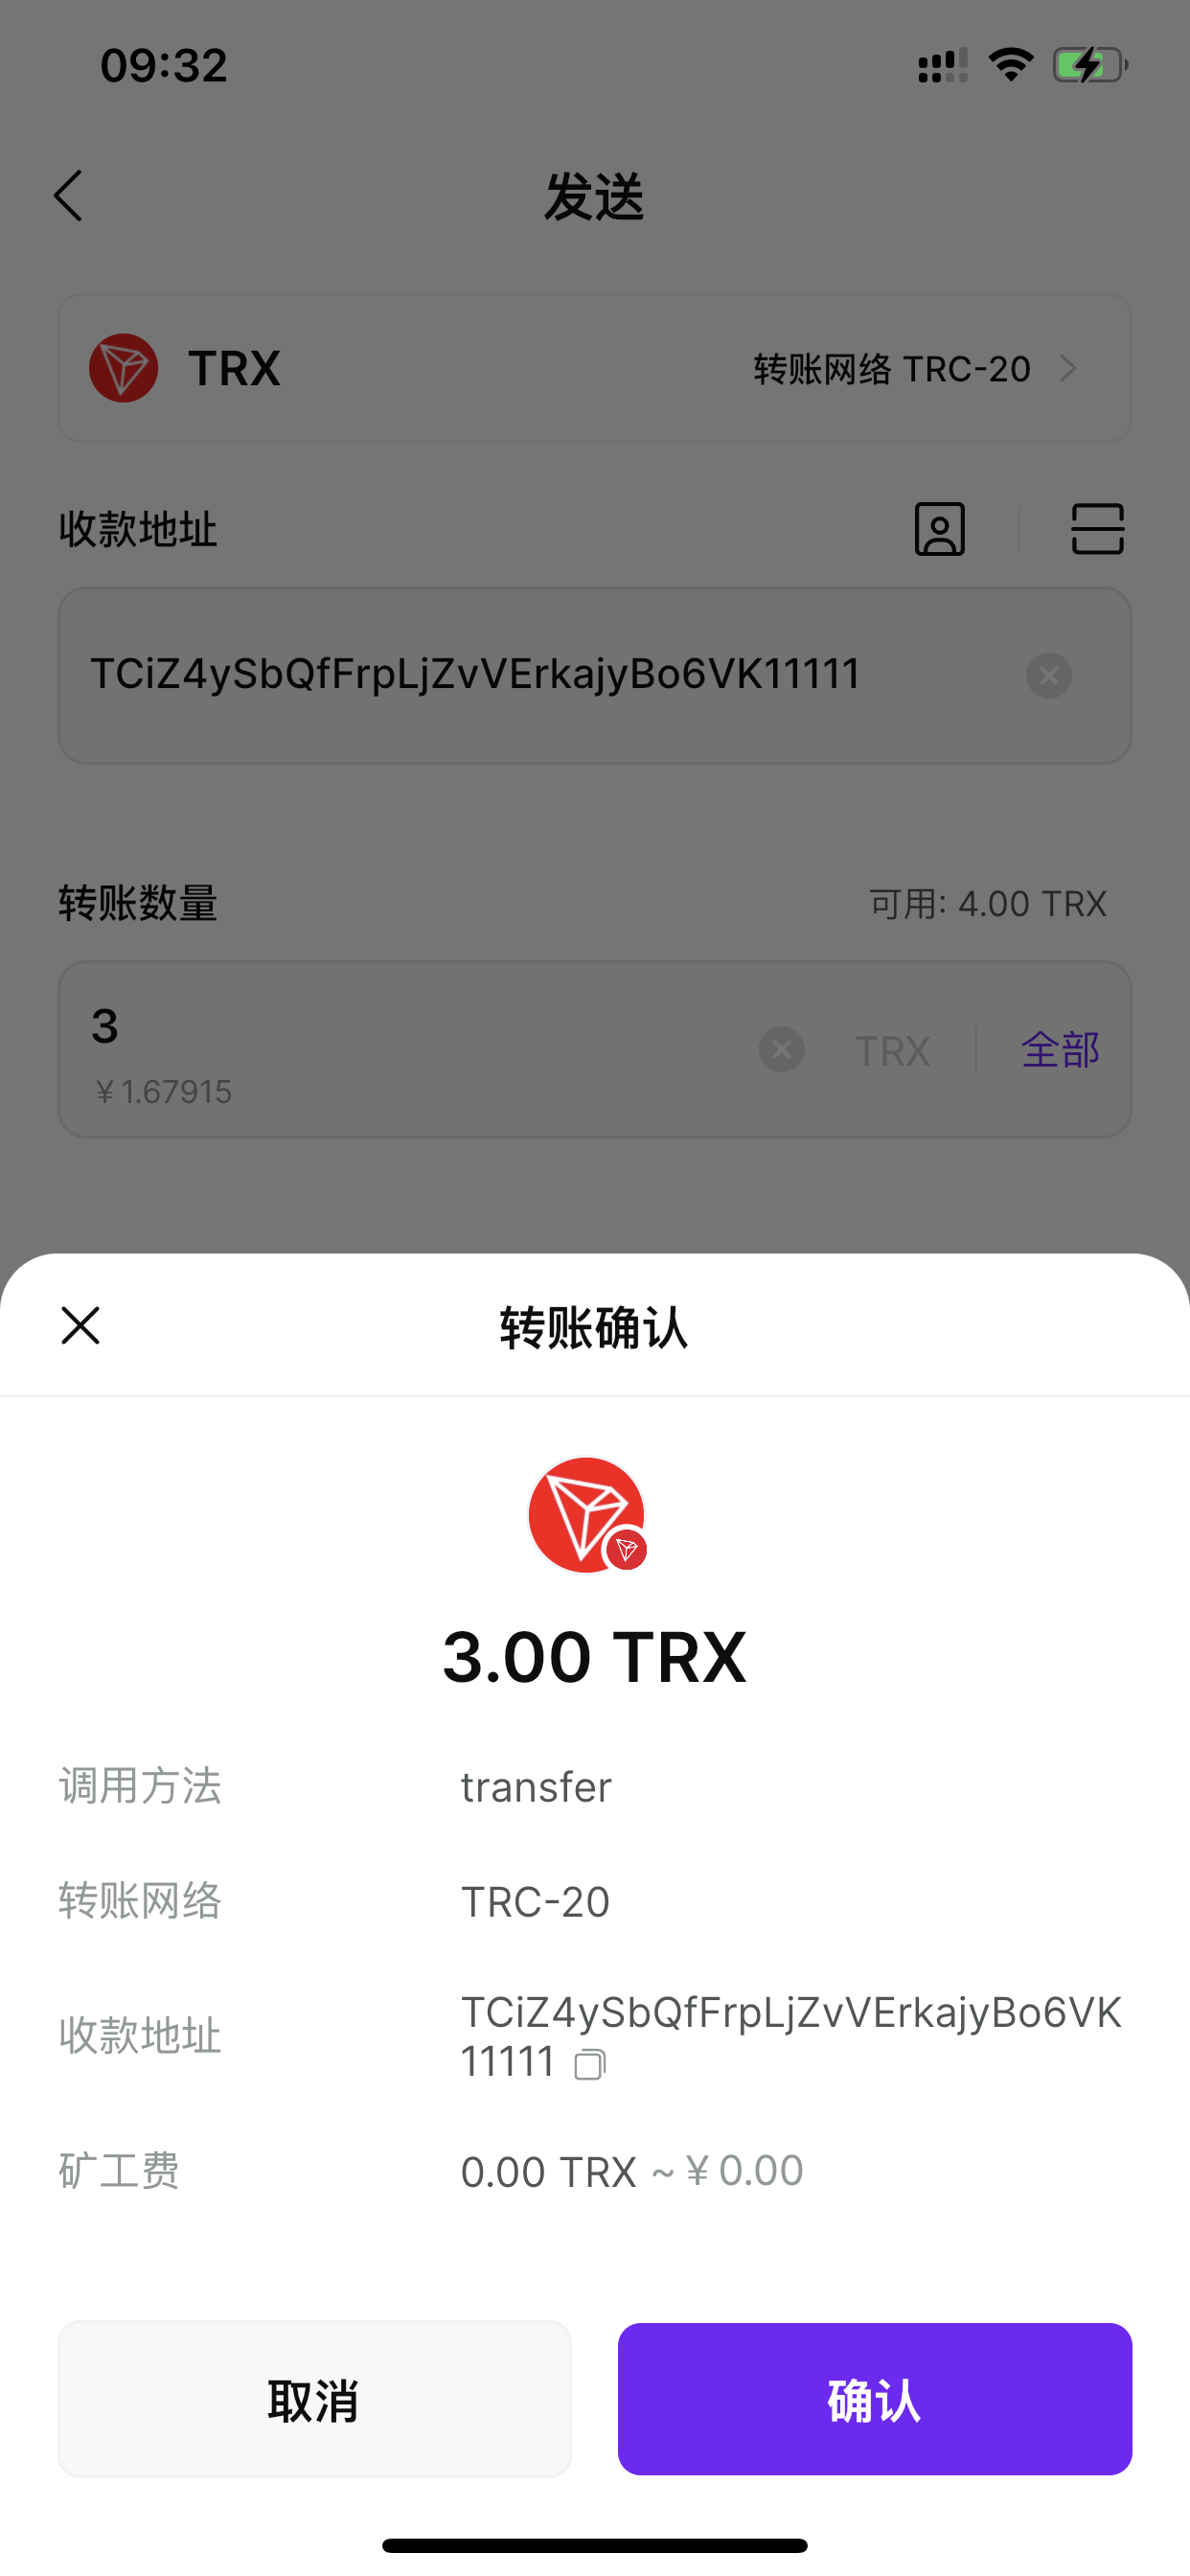 09:32
发送
TRX
转账网络 TRC-20
收款地址
TCiZ4ySbQfFrpLjZvVErkajyBo6VK11111
转账数量
可用: 4.00 TRX
3
TRX
全部
¥1.67915
转账确认
3.00 TRX
调用方法
transfer
转账网络
TRC-20
收款地址
TCiZ4ySbQfFrpLjZvVErkajyBo6VK
11111
矿工费
0.00 TRX ~ ¥0.00
取消
确认